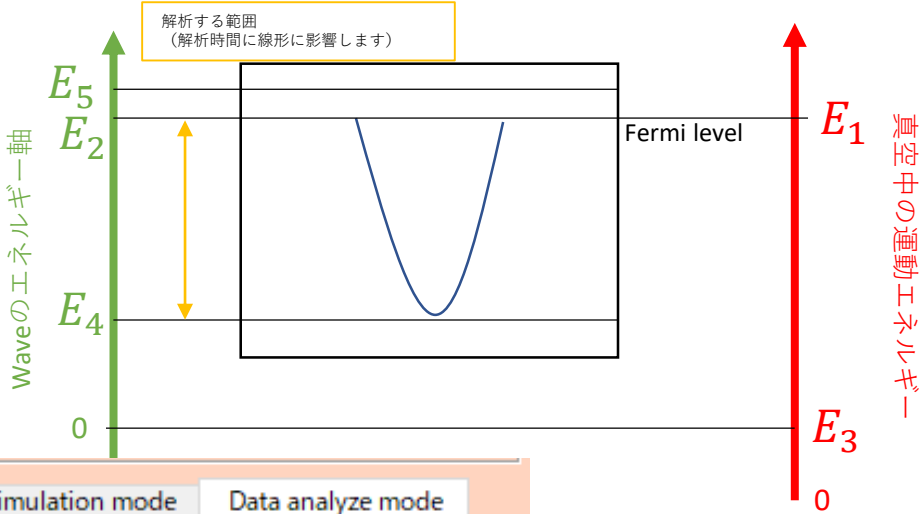 解析する範囲
（解析時間に線形に影響します）
E5
E2
Fermi level
E1
Waveのエネルギー軸
真空中の運動エネルギー
E4
0
E3
imulation mode
Data analyze mode
0